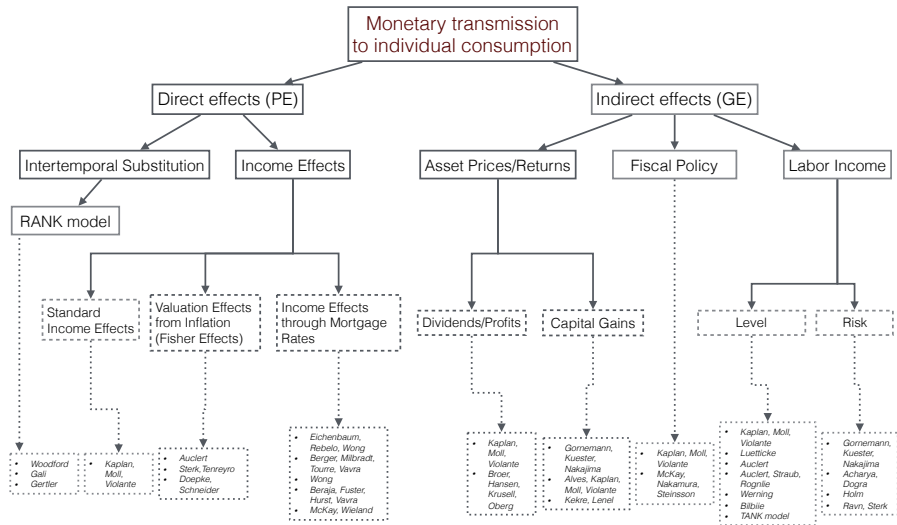 Monetary transmission
to individual consumption
Direct effects (PE)
Indirect effects (GE)
Intertemporal Substitution
Income Effects
Asset Prices/Returns
Fiscal Policy
Labor Income
RANK model
Standard
Income Effects
Valuation Effects
from Inflation
(Fisher Effects)
Income Effects
through Mortgage
Rates
Dividends/Profits
Capital Gains
Level
Risk
• Woodford
• Gali
• Gertler
• Kaplan,
Moll,
Violante
• Auclert
• Sterk,Tenreyro
• Doepke,
Schneider
• Eichenbaum,
Rebelo, Wong
• Berger, Milbradt,
Tourre, Vavra
• Wong
• Beraja, Fuster,
Hurst, Vavra
• McKay, Wieland
• Kaplan,
Moll,
Violante
• Broer,
Hansen,
Krusell,
Oberg
• Gornemann,
Kuester,
Nakajima
• Alves, Kaplan,
Moll, Violante
• Kekre, Lenel
• Kaplan, Moll,
Violante
• McKay,
Nakamura,
Steinsson
• Kaplan, Moll,
Violante
• Luetticke
• Auclert
• Auclert, Straub,
Rognlie
• Werning
• Bilbiie
• TANK model
• Gornemann,
Kuester,
Nakajima
• Acharya,
Dogra
• Holm
• Ravn, Sterk